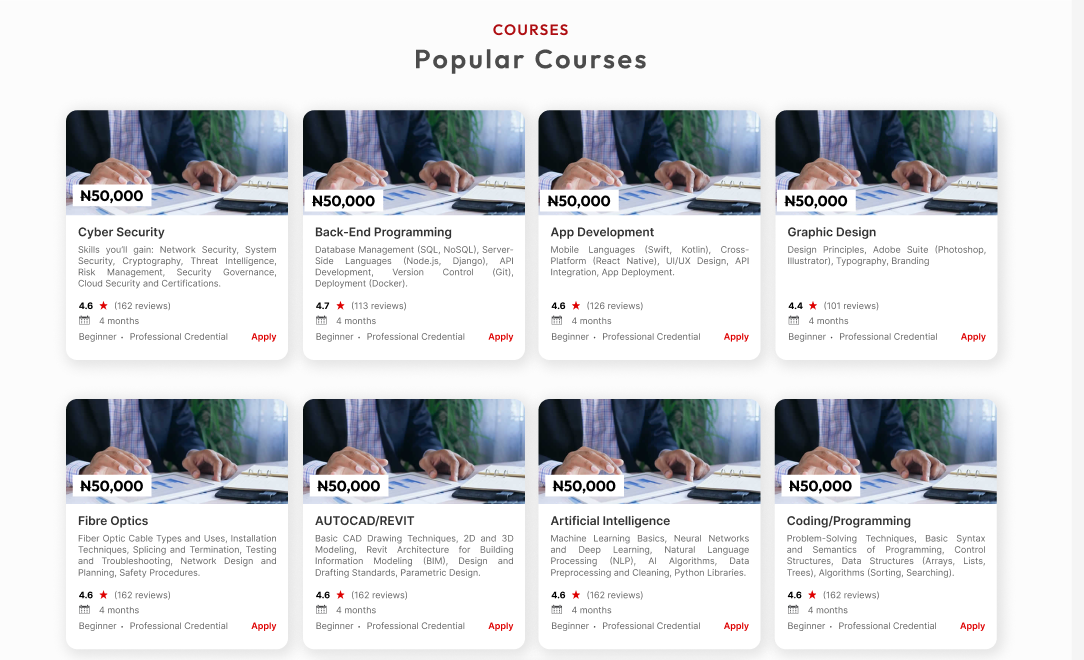 COURSES
Popular Courses
₦50,000
Cyber Security
Skills you'll gain: Network Security, System
Security, Cryptography, Threat Intelligence,
Risk Management, Security Governance,
Cloud Security and Certifications.
4.6 ★ (162 reviews)
4 months
Beginner • Professional Credential Apply
₦50,000
Back-End Programming
Database Management (SQL, NoSQL), Server-
Side Languages (Node.js, Django), API
Development, Version Control (Git),
Deployment (Docker).
4.7 ★ (113 reviews)
4 months
Beginner • Professional Credential Apply
₦50,000
App Development
Mobile Languages (Swift, Kotlin), Cross-
Platform (React Native), UI/UX Design, API
Integration, App Deployment.
4.6 ★ (126 reviews)
4 months
Beginner • Professional Credential Apply
₦50,000
Graphic Design
Design Principles, Adobe Suite (Photoshop,
Illustrator), Typography, Branding
4.4 ★ (101 reviews)
4 months
Beginner • Professional Credential Apply
₦50,000
Fibre Optics
Fiber Optic Cable Types and Uses, Installation
Techniques, Splicing and Termination, Testing
and Troubleshooting, Network Design and
Planning, Safety Procedures.
4.6 ★ (162 reviews)
4 months
Beginner • Professional Credential Apply
₦50,000
AUTOCAD/REVIT
Basic CAD Drawing Techniques, 2D and 3D
Modeling, Revit Architecture for Building
Information Modeling (BIM), Design and
Drafting Standards, Parametric Design.
4.6 ★ (162 reviews)
4 months
Beginner • Professional Credential Apply
₦50,000
Artificial Intelligence
Machine Learning Basics, Neural Networks
and Deep Learning, Natural Language
Processing (NLP), AI Algorithms, Data
Preprocessing and Cleaning, Python Libraries.
4.6 ★ (162 reviews)
4 months
Beginner • Professional Credential Apply
₦50,000
Coding/Programming
Problem-Solving Techniques, Basic Syntax
and Semantics of Programming, Control
Structures, Data Structures (Arrays, Lists,
Trees), Algorithms (Sorting, Searching).
4.6 ★ (162 reviews)
4 months
Beginner • Professional Credential Apply